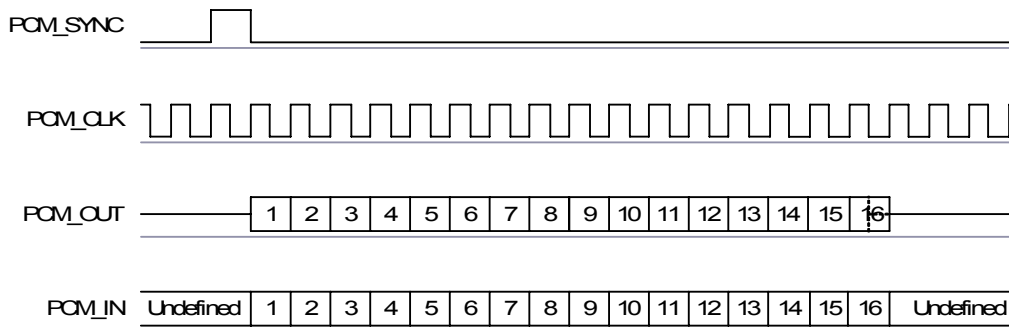 PCM_SYNC
PCM_CLK
PCM_OUT 1 2 3 4 5 6 7 8 9 10 11 12 13 14 15 16
PCM_IN Undefined 1 2 3 4 5 6 7 8 9 10 11 12 13 14 15 16 Undefined